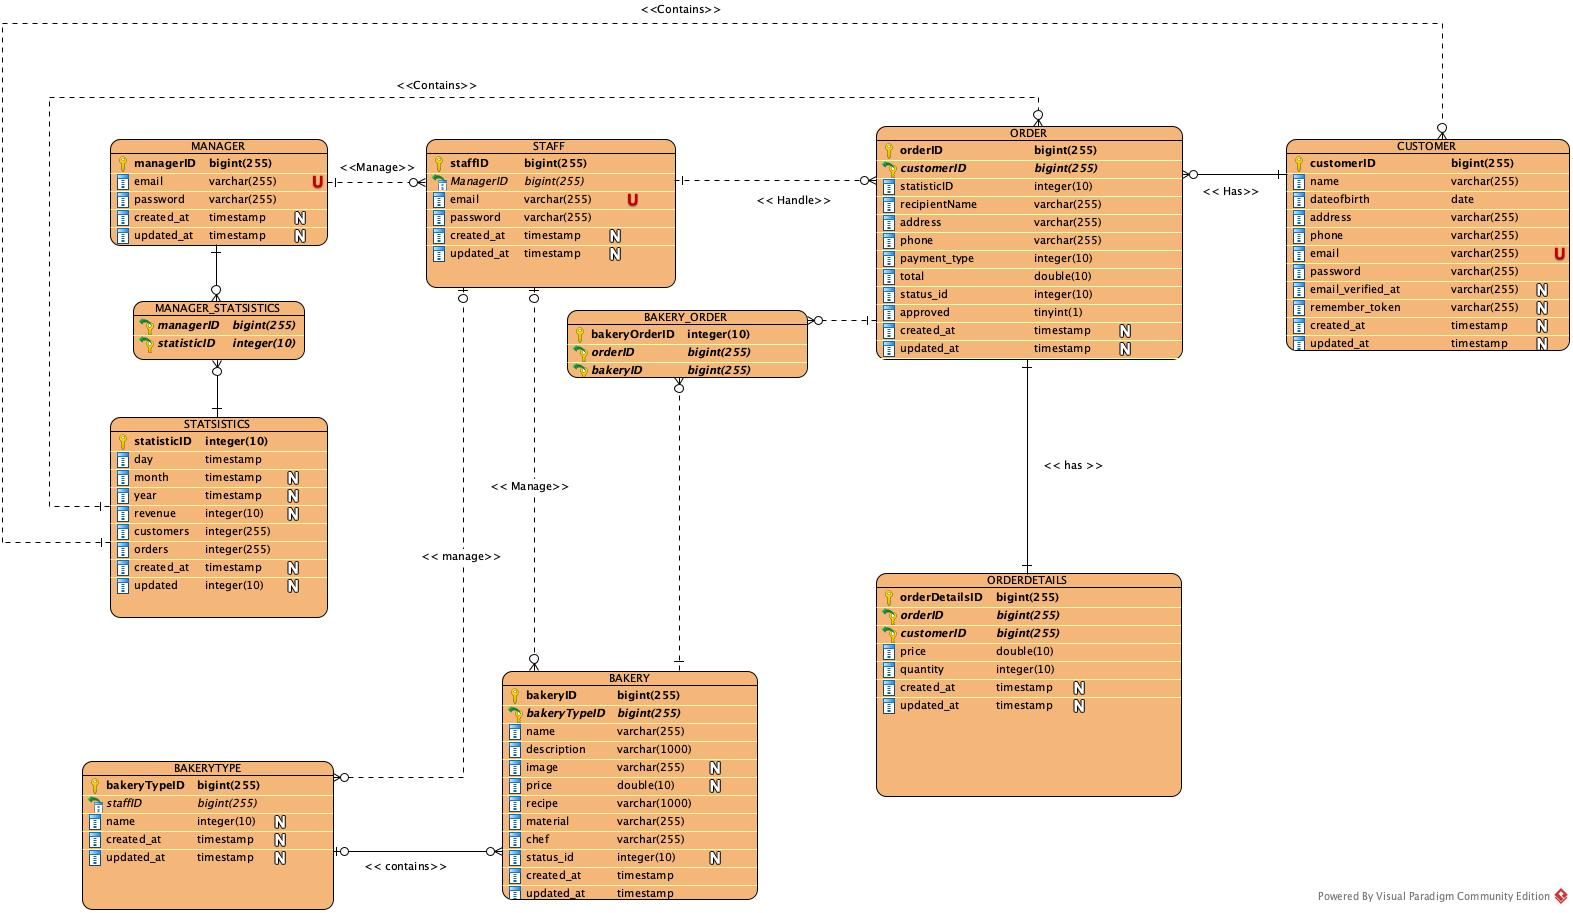 <<Contains>>
<<Contains>>
MANAGER
managerID bigint(255)
email varchar(255) U
password varchar(255)
created_at timestamp N
updated_at timestamp N
<<Manage>>
STAFF
staffID bigint(255)
ManagerID bigint(255)
email varchar(255) U
password varchar(255)
created_at timestamp N
updated_at timestamp N
<< Handle>>
ORDER
orderID bigint(255)
customerID bigint(255)
statisticID integer(10)
recipientName varchar(255)
address varchar(255)
phone varchar(255)
payment_type integer(10)
total double(10)
status_id integer(10)
approved tinyint(1)
created_at timestamp N
updated_at timestamp N
<< Has>>
CUSTOMER
customerID bigint(255)
name varchar(255)
dateofbirth date
address varchar(255)
phone varchar(255)
email varchar(255) U
password varchar(255)
email_verified_at varchar(255) N
remember_token varchar(255) N
created_at timestamp N
updated_at timestamp N
MANAGER_STATSISTICS
managerID bigint(255)
statisticID integer(10)
BAKERY_ORDER
bakeryOrderID integer(10)
orderID bigint(255)
bakeryID bigint(255)
STATSISTICS
statisticID integer(10)
day timestamp
month timestamp N
year timestamp N
revenue integer(10) N
customers integer(255)
orders integer(255)
created_at timestamp N
updated integer(10) N
<< Manage>>
<< manage>>
<< has >>
ORDERDETAILS
orderDetailsID bigint(255)
orderID bigint(255)
customerID bigint(255)
price double(10)
quantity integer(10)
created_at timestamp N
updated_at timestamp N
BAKERY
bakeryID bigint(255)
bakeryTypeID bigint(255)
name varchar(255)
description varchar(1000)
image varchar(255) N
price double(10) N
recipe varchar(1000)
material varchar(255)
chef varchar(255)
status_id integer(10) N
created_at timestamp
updated_at timestamp
BAKERYTYPE
bakeryTypeID bigint(255)
staffID bigint(255)
name integer(10) N
created_at timestamp N
updated_at timestamp N
<< contains>>
Powered By Visual Paradigm Community Edition